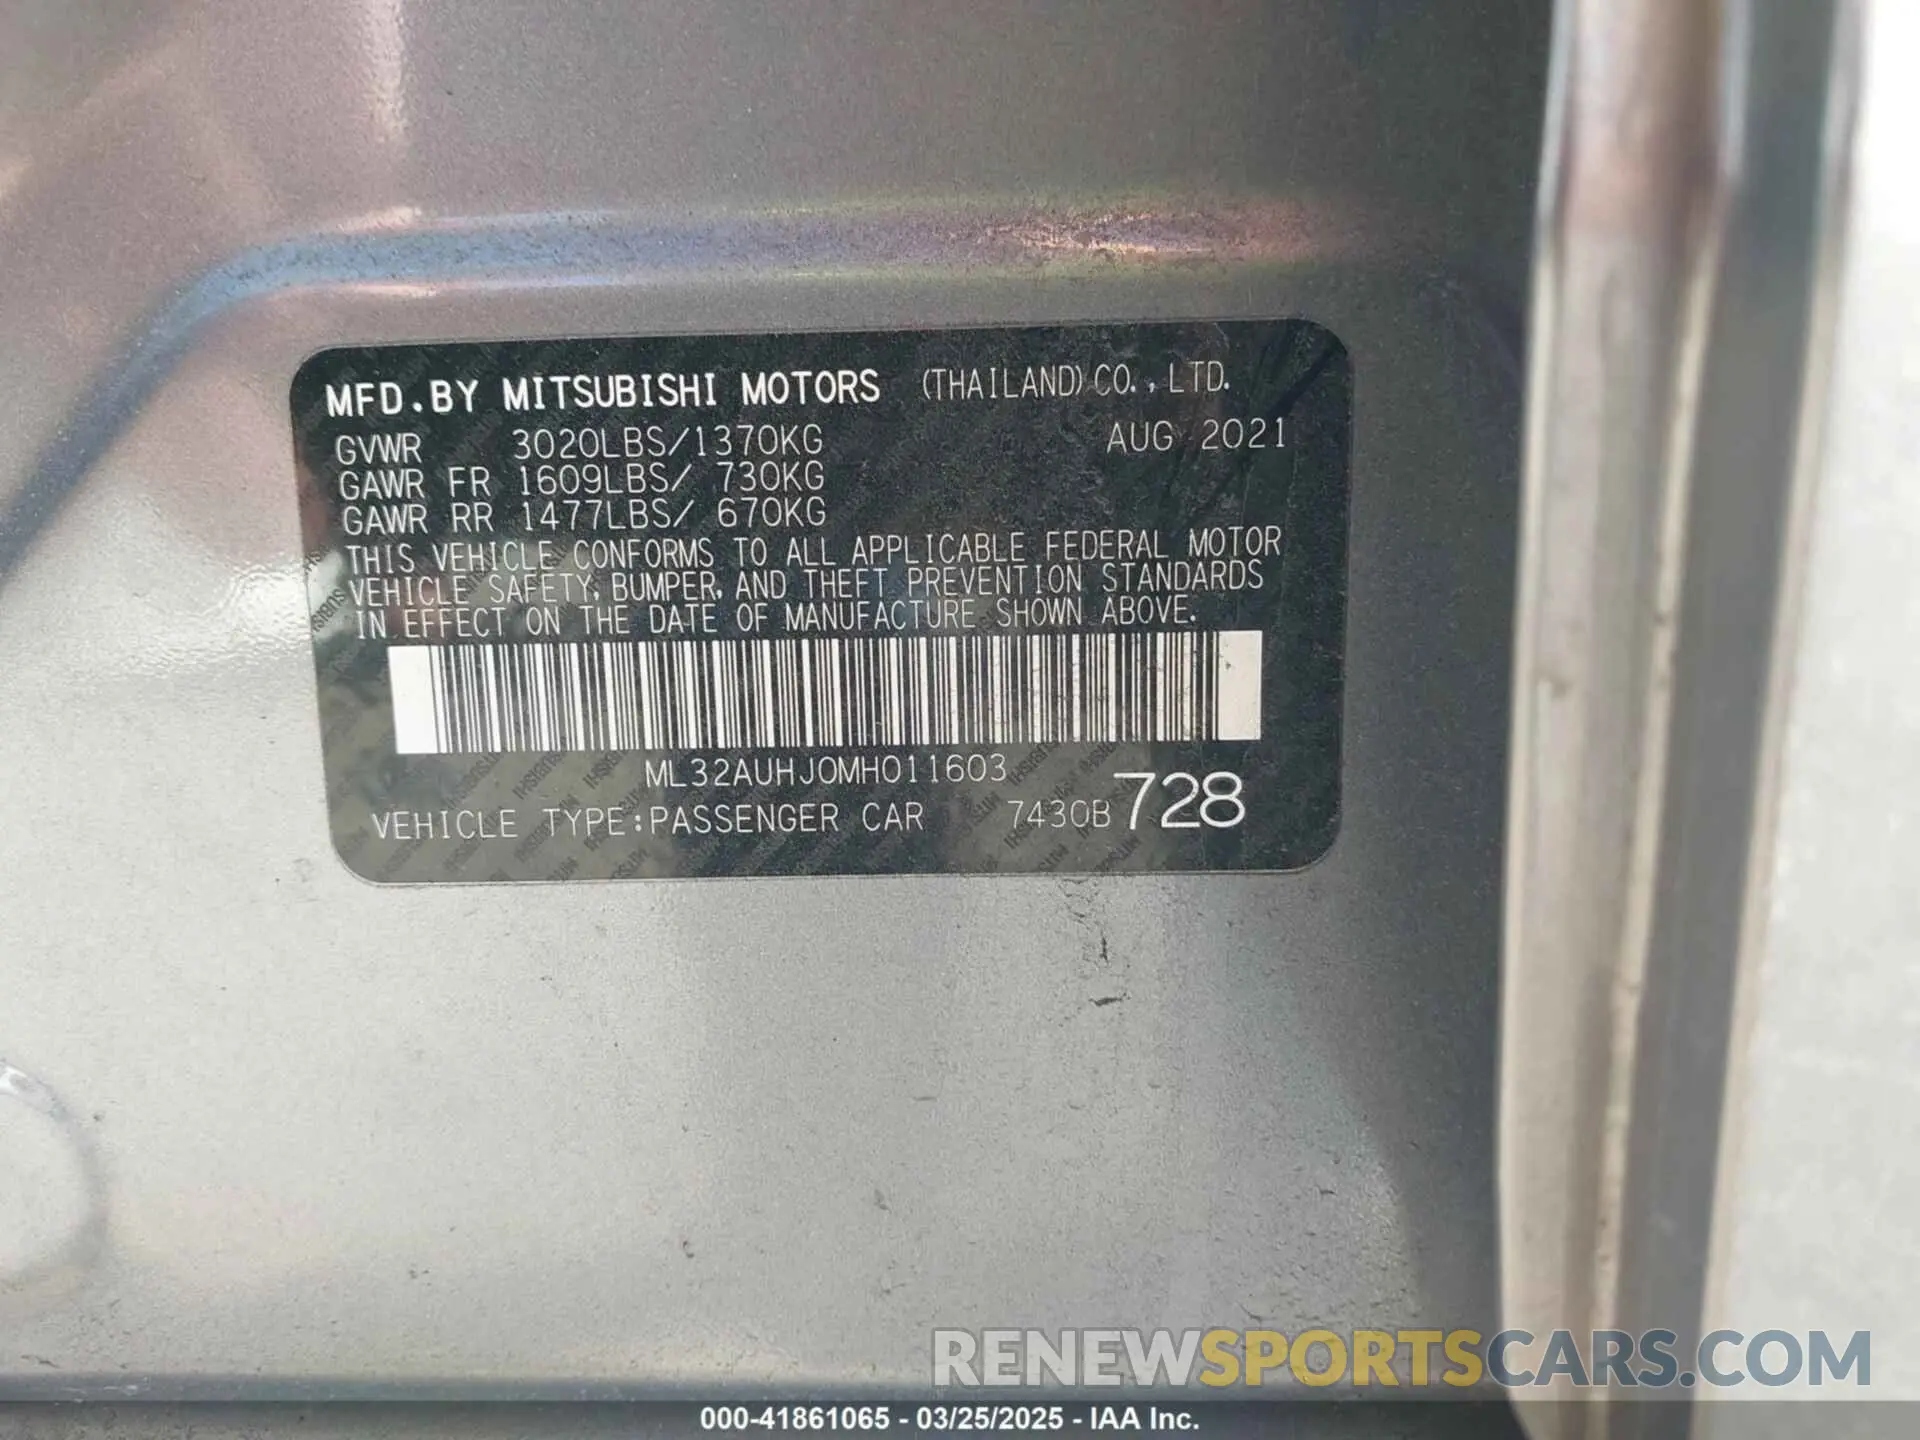 MFD.BY MITSUBISHI MOTORS (THAILAND) CO., LTD.
GVWR 3020LBS/1370KG AUG 2021
GAWR FR 1609LBS/ 730KG
GAWR RR 1477LBS/ 670KG
THIS VEHICLE CONFORMS TO ALL APPLICABLE FEDERAL MOTOR
VEHICLE SAFETY, BUMPER, AND THEFT PREVENTION STANDARDS
IN EFFECT ON THE DATE OF MANUFACTURE SHOWN ABOVE.
ML32AUHJ0MH011603
VEHICLE TYPE:PASSENGER CAR 7430B 728
RENEWSPORTSCARS.COM
000-41861065 - 03/25/2025 - IAA Inc.